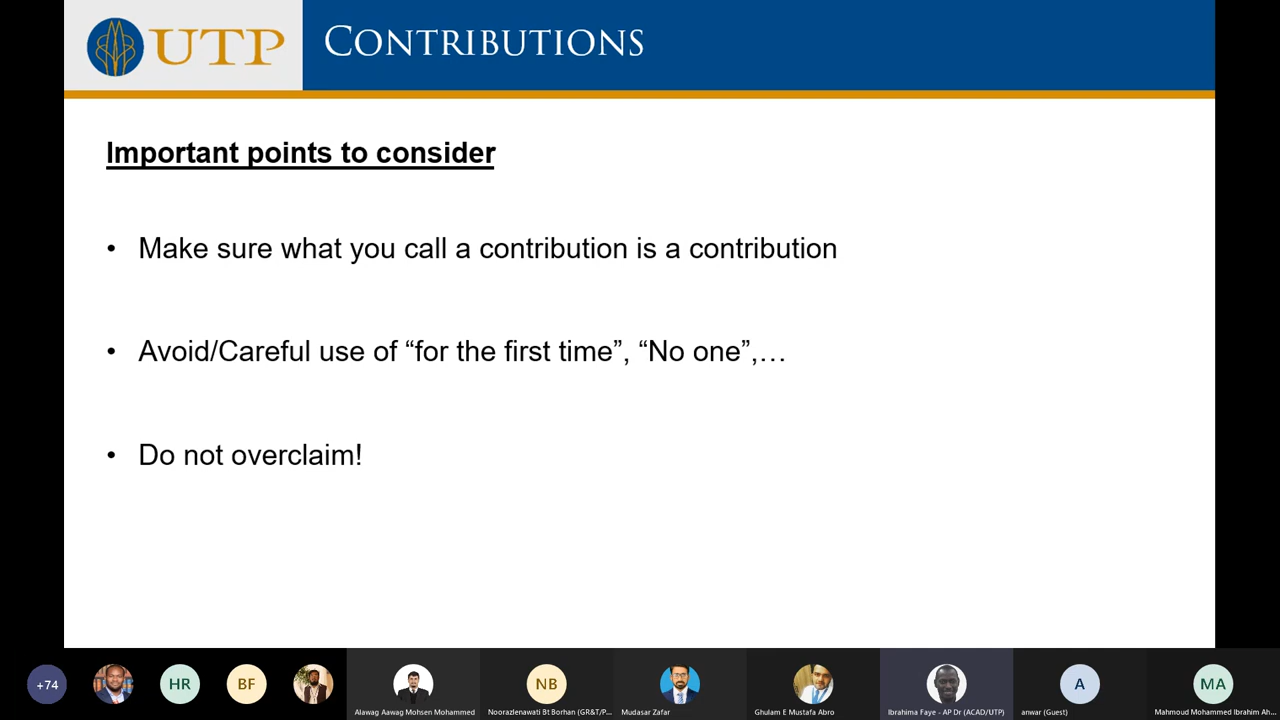 UTP
CONTRIBUTIONS
Important points to consider
• Make sure what you call a contribution is a contribution
• Avoid/Careful use of “for the first time”, “No one”,…
• Do not overclaim!
+74
HR
BF
NB
A
MA
Alawag Aawag Mohsen Mohammed
Noorazlenawati Bt Borhan (GR&T/P...
Mudasar Zafar
Ghulam E Mustafa Abro
Ibrahima Faye - AP Dr (ACAD/UTP)
anwar (Guest)
Mahmoud Mohammed Ibrahim Ah...